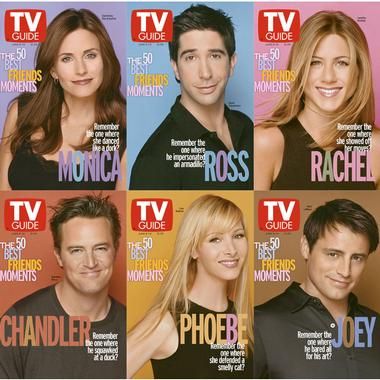 TV
GUIDE
THE 50
BEST
FRIENDS
MOMENTS
Remember
the one
where she
danced
like a dork?
MONICA
TV
GUIDE
THE 50
BEST
FRIENDS
MOMENTS
Remember
the one where
he impersonated
an armadillo?
ROSS
TV
GUIDE
THE 50
BEST
FRIENDS
MOMENTS
Remember
the one where
she showed off
her moves?
RACHEL
TV
GUIDE
THE 50
BEST
FRIENDS
MOMENTS
CHANDLER
Remember
the one
where he
squawked
at a duck?
TV
GUIDE
THE 50
BEST
FRIENDS
MOMENTS
PHOEBE
Remember
the one where
she defended a
smelly cat?
TV
GUIDE
THE 50
BEST
FRIENDS
MOMENTS
JOEY
Remember
the one
where he
bared all
for his art?